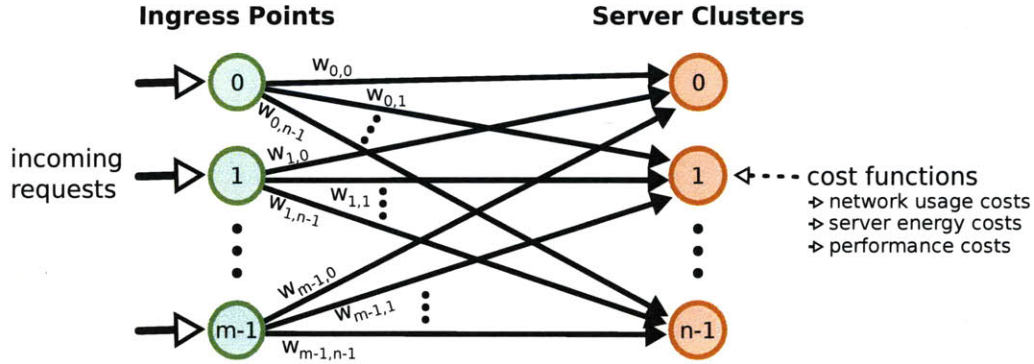 Ingress Points
Server Clusters
0
w0,0
0
w0,1
w0,n-1
incoming
requests
1
w1,0
w1,1
w1,n-1
1
cost functions
network usage costs
server energy costs
performance costs
m-1
wm-1,0
wm-1,1
wm-1,n-1
n-1